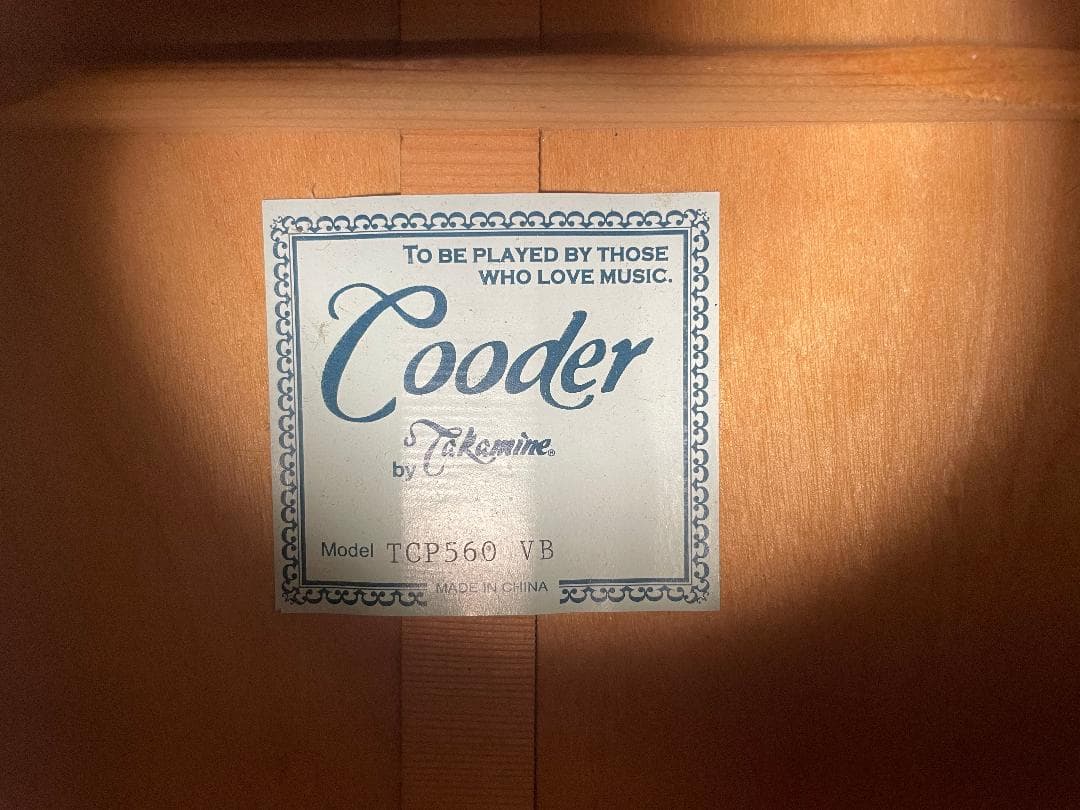 TO BE PLAYED BY THOSE
WHO LOVE MUSIC.
Cooder
by Takamine®
Model TCP560 VB
MADE IN CHINA